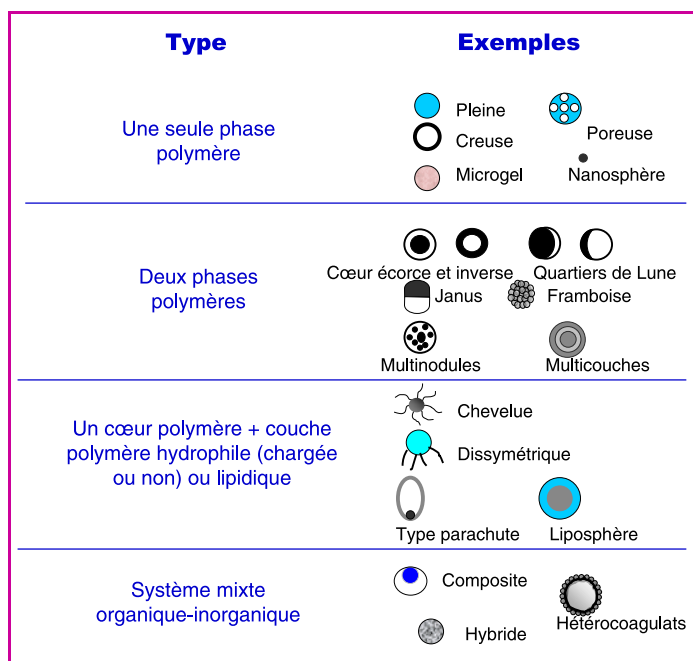 Type
Exemples
Une seule phase
polymère
Pleine
Poreuse
Creuse
Microgel
Nanosphère
Deux phases
polymères
Cœur écorce et inverse
Quartiers de Lune
Janus
Framboise
Multinodules
Multicouches
Un cœur polymère + couche
polymère hydrophile (chargée
ou non) ou lipidique
Chevelue
Dissymétrique
Type parachute
Liposphère
Système mixte
organique-inorganique
Composite
Hybride
Hétérocoagulats